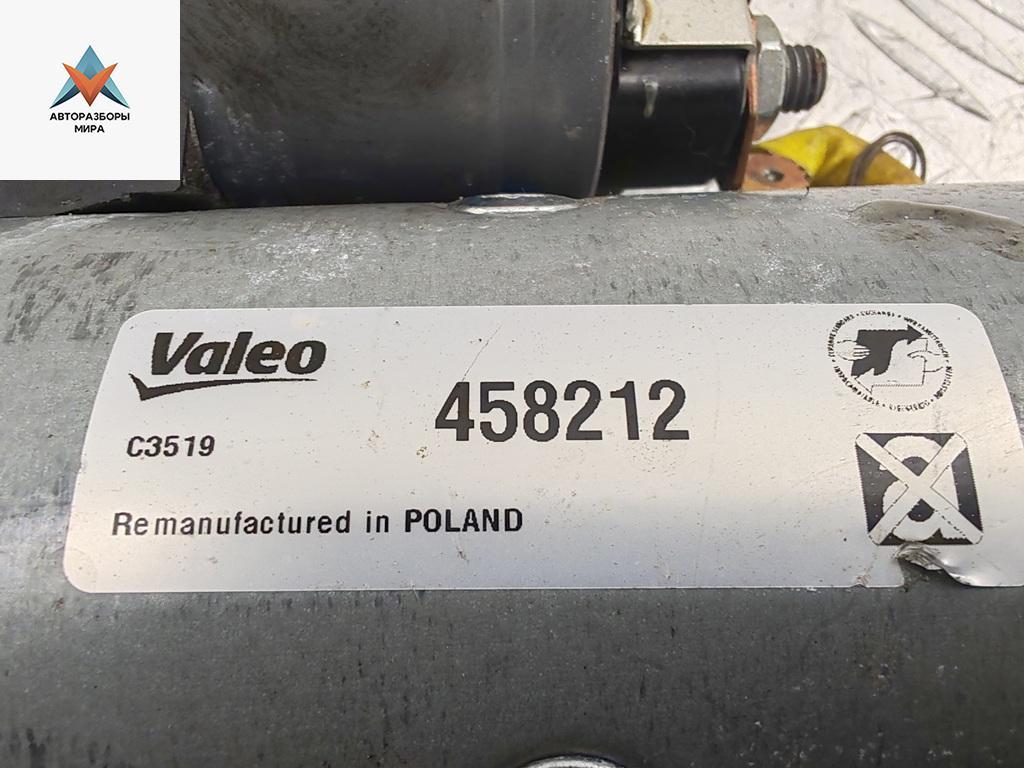 АВТОРАЗБОРЫ
МИРА
Valeo
458212
C3519
Remanufactured in POLAND